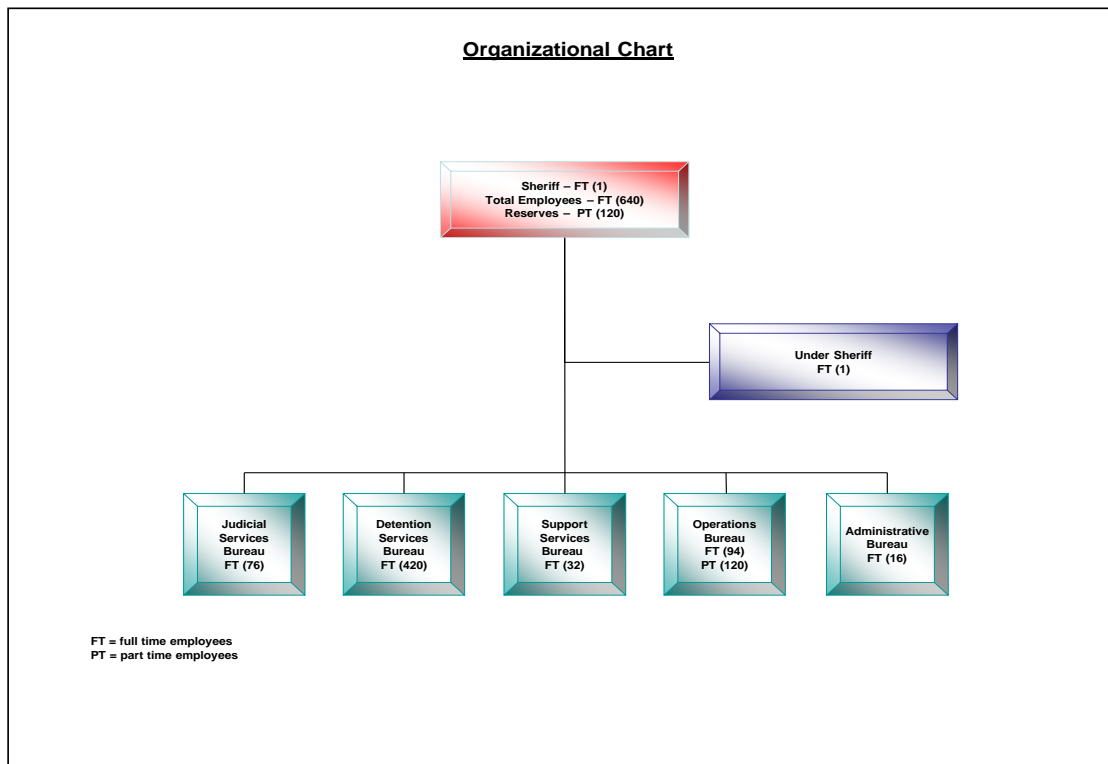 Organizational Chart
Sheriff – FT (1)
Total Employees – FT (640)
Reserves – PT (120)
Under Sheriff
FT (1)
Judicial
Services
Bureau
FT (76)
Detention
Services
Bureau
FT (420)
Support
Services
Bureau
FT (32)
Operations
Bureau
FT (94)
PT (120)
Administrative
Bureau
FT (16)
FT = full time employees
PT = part time employees